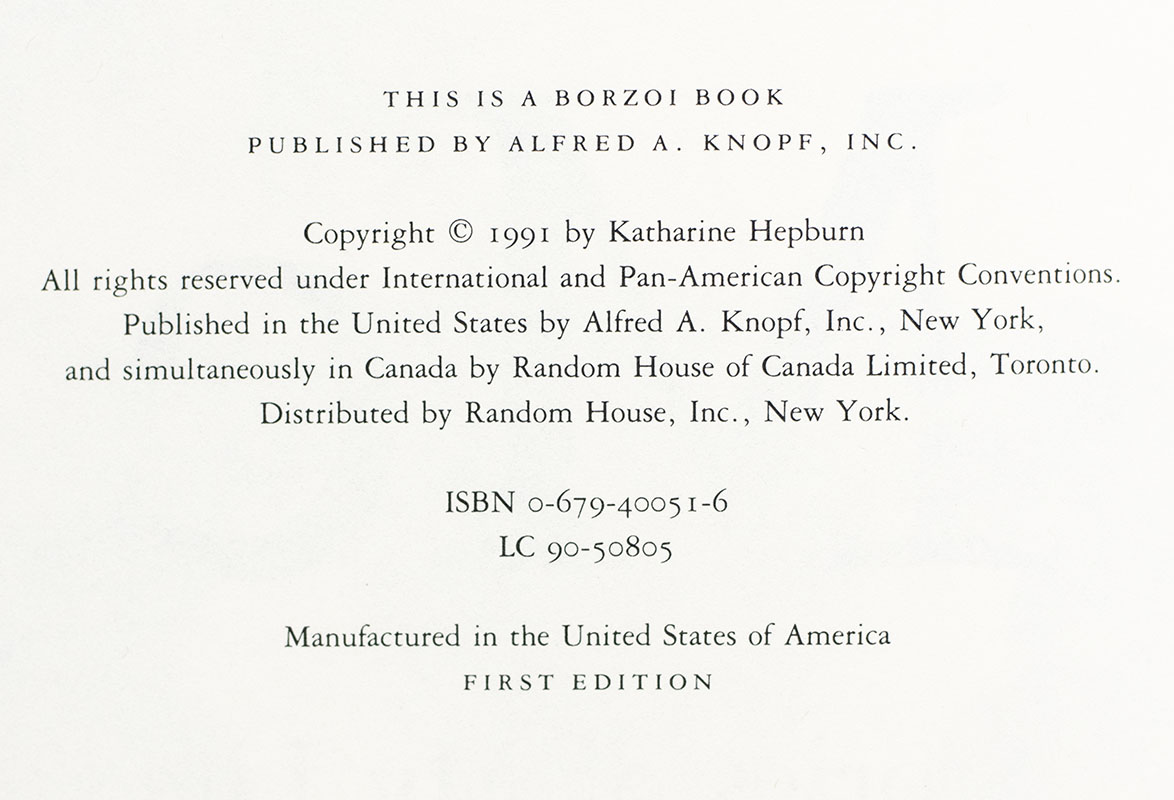 THIS IS A BORZOI BOOK
PUBLISHED BY ALFRED A. KNOPF, INC.
Copyright © 1991 by Katharine Hepburn
All rights reserved under International and Pan-American Copyright Conventions.
Published in the United States by Alfred A. Knopf, Inc., New York,
and simultaneously in Canada by Random House of Canada Limited, Toronto.
Distributed by Random House, Inc., New York.
ISBN 0-679-40051-6
LC 90-50805
Manufactured in the United States of America
FIRST EDITION